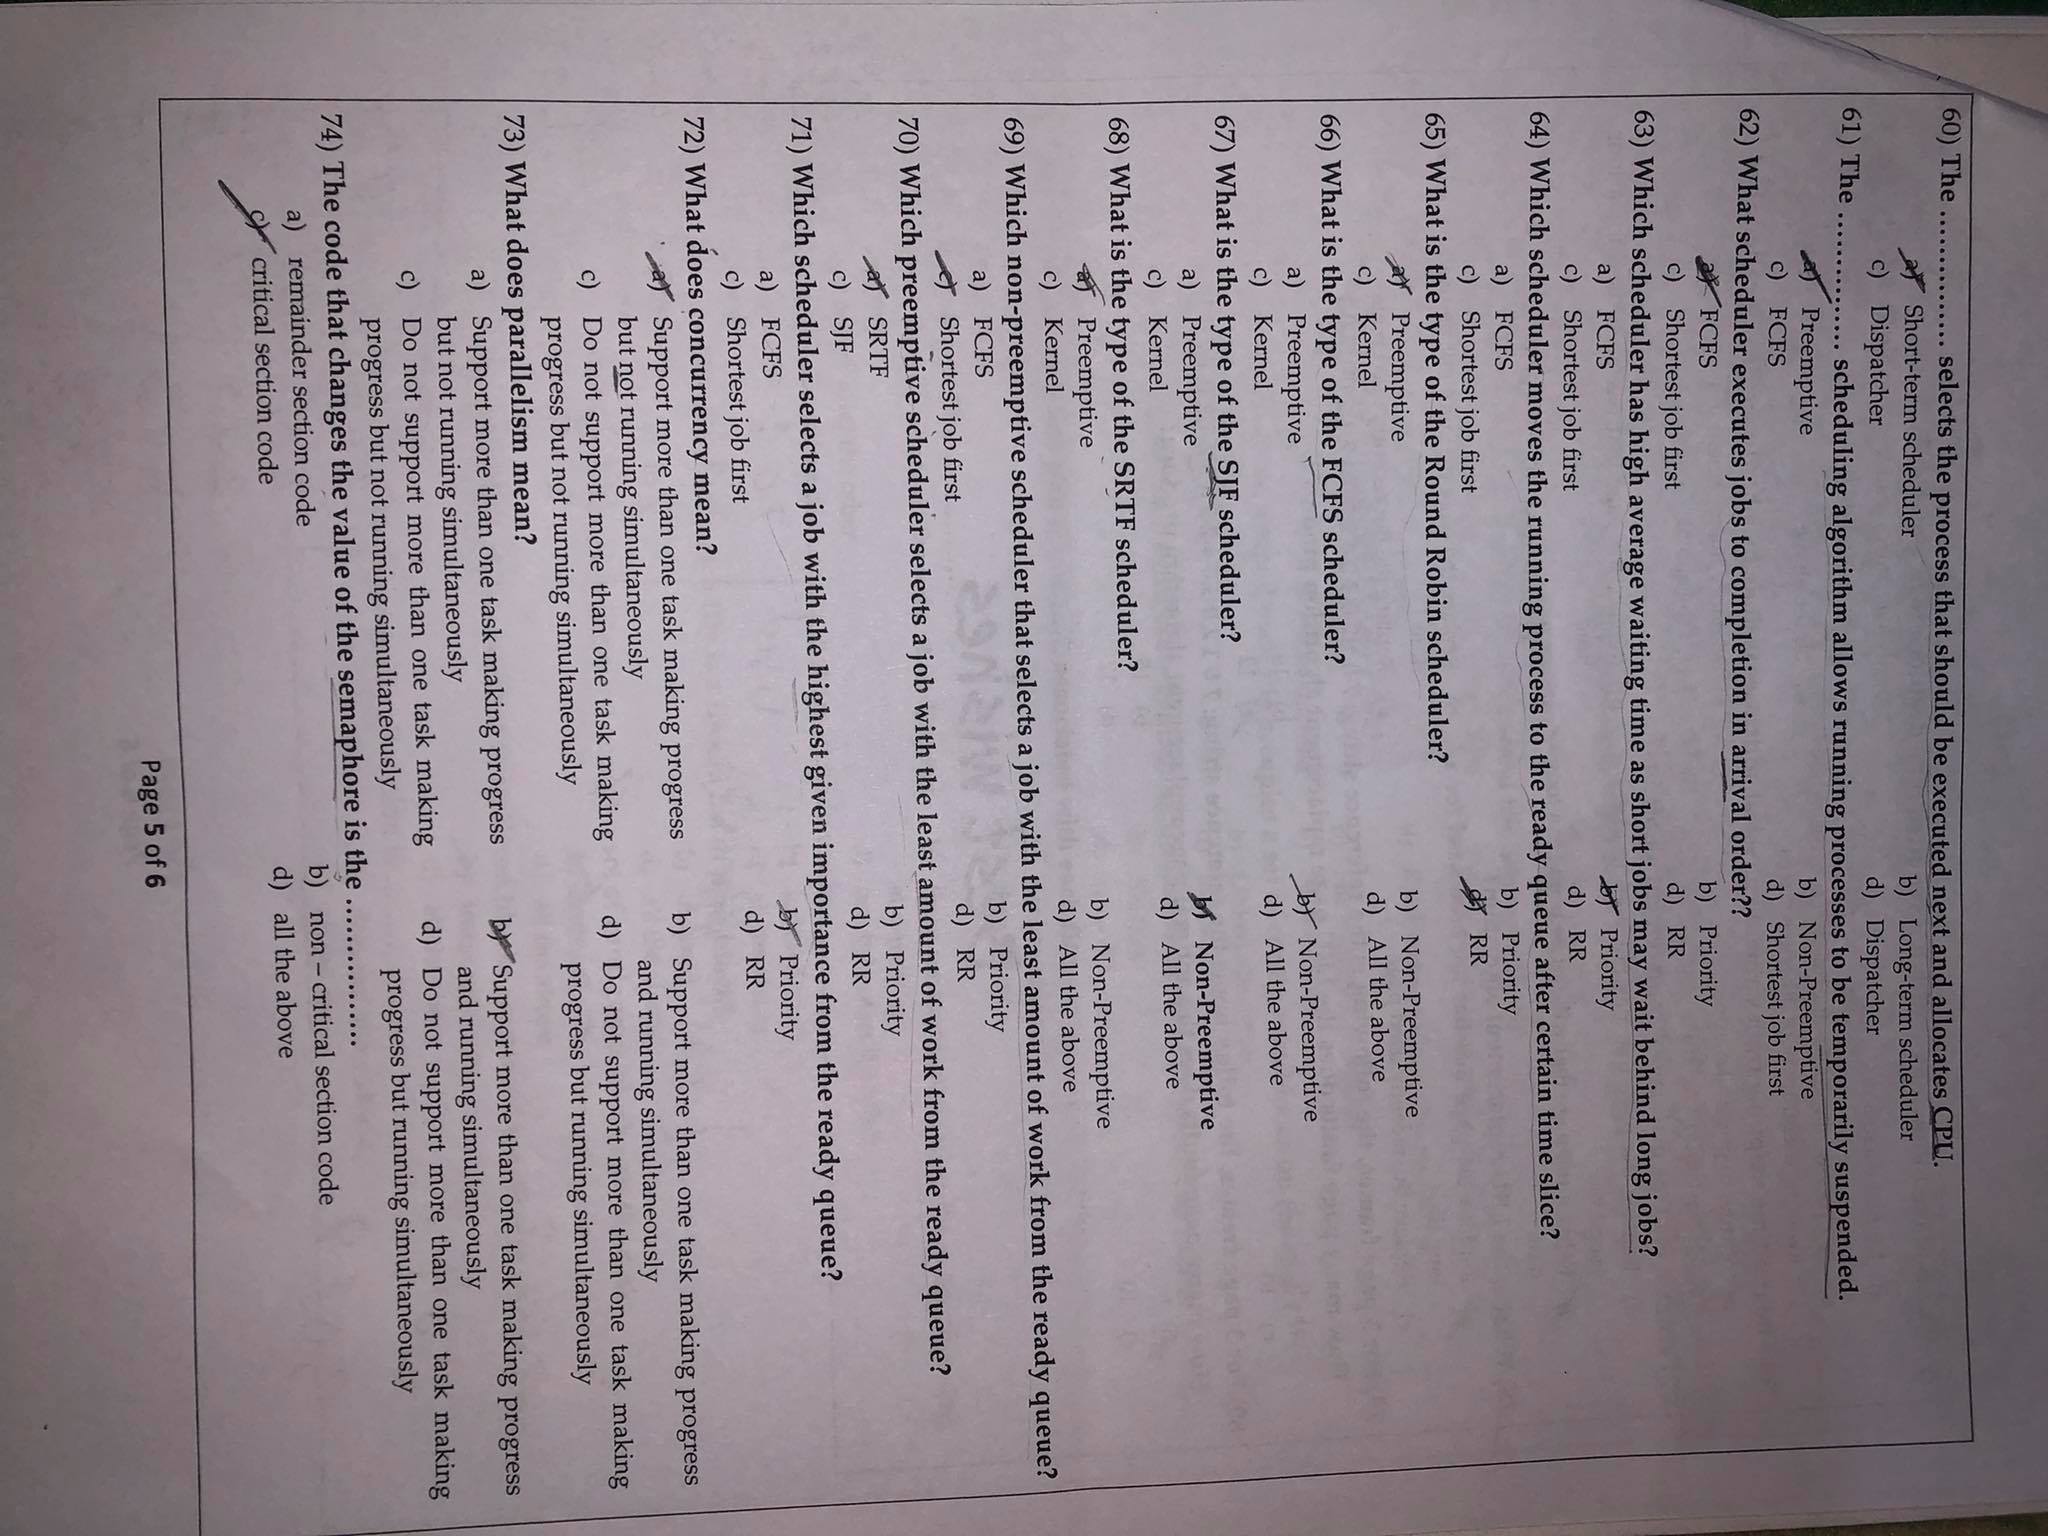 60) The ............. selects the process that should be executed next and allocates CPU.
a) Short-term scheduler b) Long-term scheduler
c) Dispatcher d) Dispatcher
61) The ............. scheduling algorithm allows running processes to be temporarily suspended.
a) Preemptive b) Non-Preemptive
c) FCFS d) Shortest job first
62) What scheduler executes jobs to completion in arrival order??
a) FCFS b) Priority
c) Shortest job first d) RR
63) Which scheduler has high average waiting time as short jobs may wait behind long jobs?
a) FCFS b) Priority
c) Shortest job first d) RR
64) Which scheduler moves the running process to the ready queue after certain time slice?
a) FCFS b) Priority
c) Shortest job first d) RR
65) What is the type of the Round Robin scheduler?
a) Preemptive b) Non-Preemptive
c) Kernel d) All the above
66) What is the type of the FCFS scheduler?
a) Preemptive b) Non-Preemptive
c) Kernel d) All the above
67) What is the type of the SJF scheduler?
a) Preemptive b) Non-Preemptive
c) Kernel d) All the above
68) What is the type of the SRTF scheduler?
a) Preemptive b) Non-Preemptive
c) Kernel d) All the above
69) Which non-preemptive scheduler that selects a job with the least amount of work from the ready queue?
a) FCFS b) Priority
c) Shortest job first d) RR
70) Which preemptive scheduler selects a job with the least amount of work from the ready queue?
a) SRTF b) Priority
c) SJF d) RR
71) Which scheduler selects a job with the highest given importance from the ready queue?
a) FCFS b) Priority
c) Shortest job first d) RR
72) What does concurrency mean?
a) Support more than one task making progress b) Support more than one task making progress
but not running simultaneously and running simultaneously
c) Do not support more than one task making d) Do not support more than one task making
progress but not running simultaneously progress but running simultaneously
73) What does parallelism mean?
a) Support more than one task making progress b) Support more than one task making progress
but not running simultaneously and running simultaneously
c) Do not support more than one task making d) Do not support more than one task making
progress but not running simultaneously progress but running simultaneously
74) The code that changes the value of the semaphore is the .............
a) remainder section code b) non – critical section code
c) critical section code d) all the above
Page 5 of 6